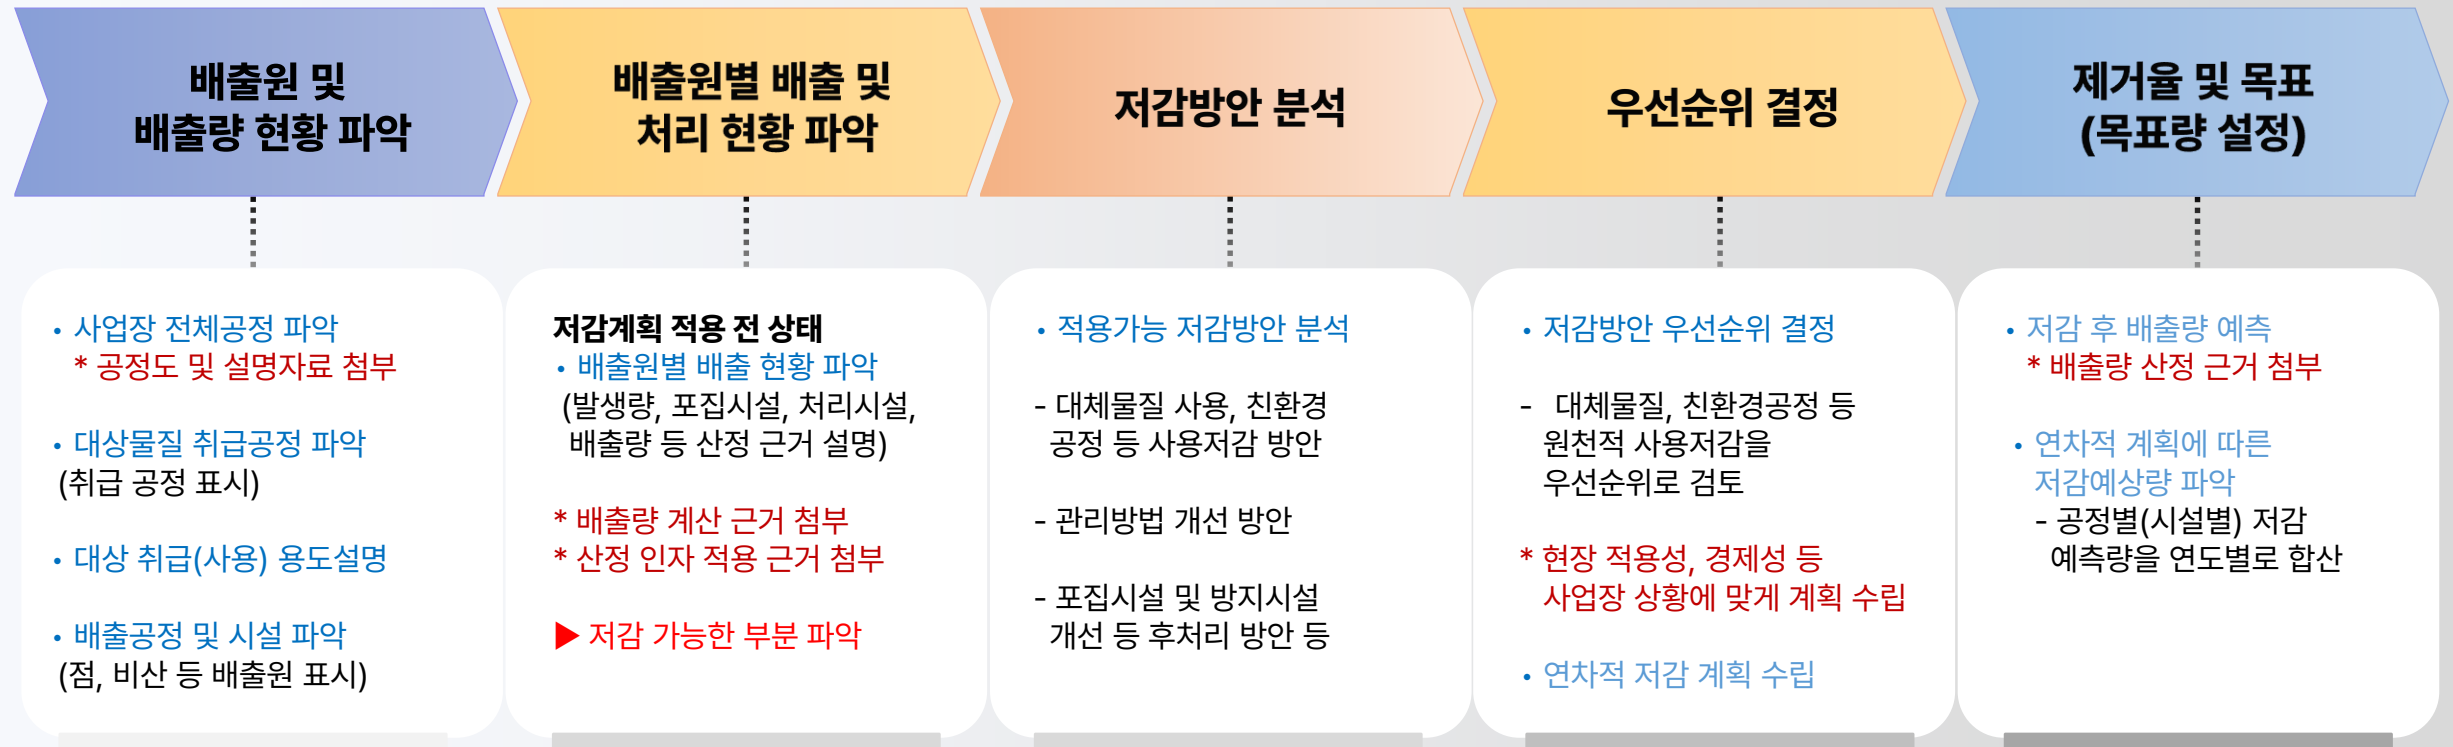 배출원 및
배출량 현황 파악
배출원별 배출 및
처리 현황 파악
저감방안 분석
우선순위 결정
제거율 및 목표
(목표량 설정)
• 사업장 전체공정 파악
* 공정도 및 설명자료 첨부
• 대상물질 취급공정 파악
(취급 공정 표시)
• 대상 취급(사용) 용도설명
• 배출공정 및 시설 파악
(점, 비산 등 배출원 표시)
저감계획 적용 전 상태
• 배출원별 배출 현황 파악
(발생량, 포집시설, 처리시설,
배출량 등 산정 근거 설명)
* 배출량 계산 근거 첨부
* 산정 인자 적용 근거 첨부
▶ 저감 가능한 부분 파악
• 적용가능 저감방안 분석
- 대체물질 사용, 친환경
공정 등 사용저감 방안
- 관리방법 개선 방안
- 포집시설 및 방지시설
개선 등 후처리 방안 등
• 저감방안 우선순위 결정
- 대체물질, 친환경공정 등
원천적 사용저감을
우선순위로 검토
* 현장 적용성, 경제성 등
사업장 상황에 맞게 계획 수립
• 연차적 저감 계획 수립
• 저감 후 배출량 예측
* 배출량 산정 근거 첨부
• 연차적 계획에 따른
저감예상량 파악
- 공정별(시설별) 저감
예측량을 연도별로 합산